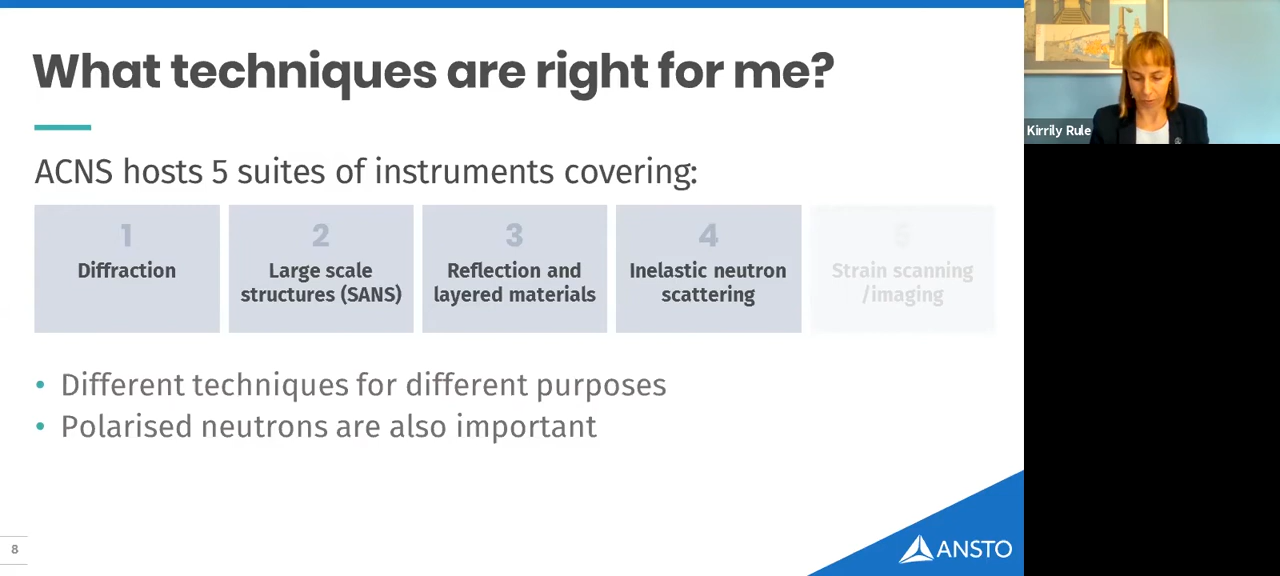 What techniques are right for me?
ACNS hosts 5 suites of instruments covering:
1
Diffraction
2
Large scale
structures (SANS)
3
Reflection and
layered materials
4
Inelastic neutron
scattering
5
Strain scanning
/imaging
• Different techniques for different purposes
• Polarised neutrons are also important
8
ANSTO
Kirrily Rule